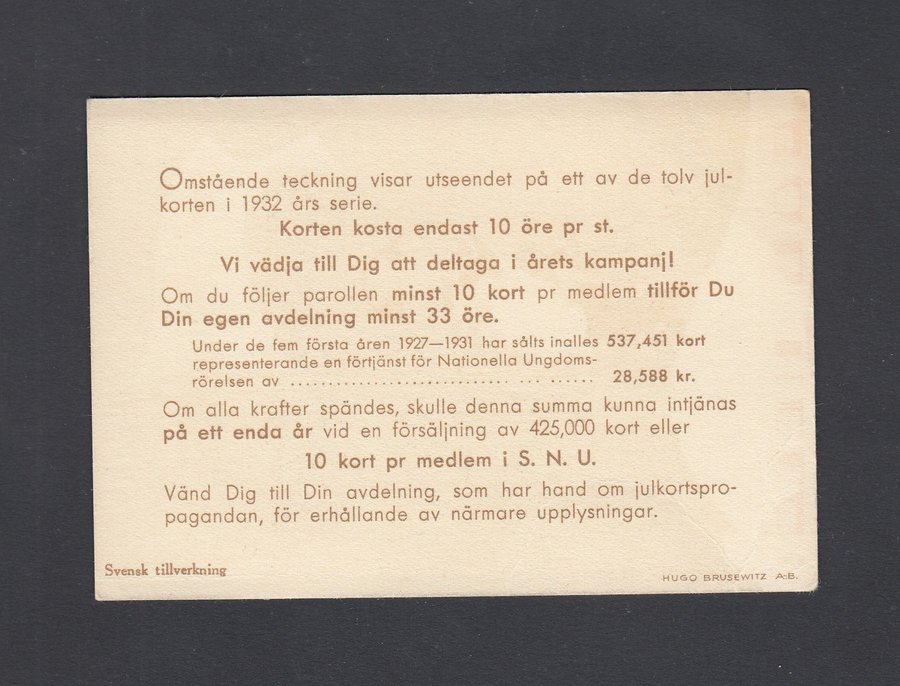 Omstående teckning visar utseendet på ett av de tolv jul-
korten i 1932 års serie.
Korten kosta endast 10 öre pr st.
Vi vädja till Dig att deltaga i årets kampanj!
Om du följer parollen minst 10 kort pr medlem tillför Du
Din egen avdelning minst 33 öre.
Under de fem första åren 1927—1931 har sålts inalles 537,451 kort
representerande en förtjänst för Nationella Ungdoms-
rörelsen av ............................. ... ...... 28,588 kr.
Om alla krafter spändes, skulle denna summa kunna intjänas
på ett enda år vid en försäljning av 425,000 kort eller
10 kort pr medlem i S. N. U.
Vänd Dig till Din avdelning, som har hand om julkortspro-
pagandan, för erhållande av närmare upplysningar.
Svensk tillverkning
HUGO BRUSEWITZ A.-B.